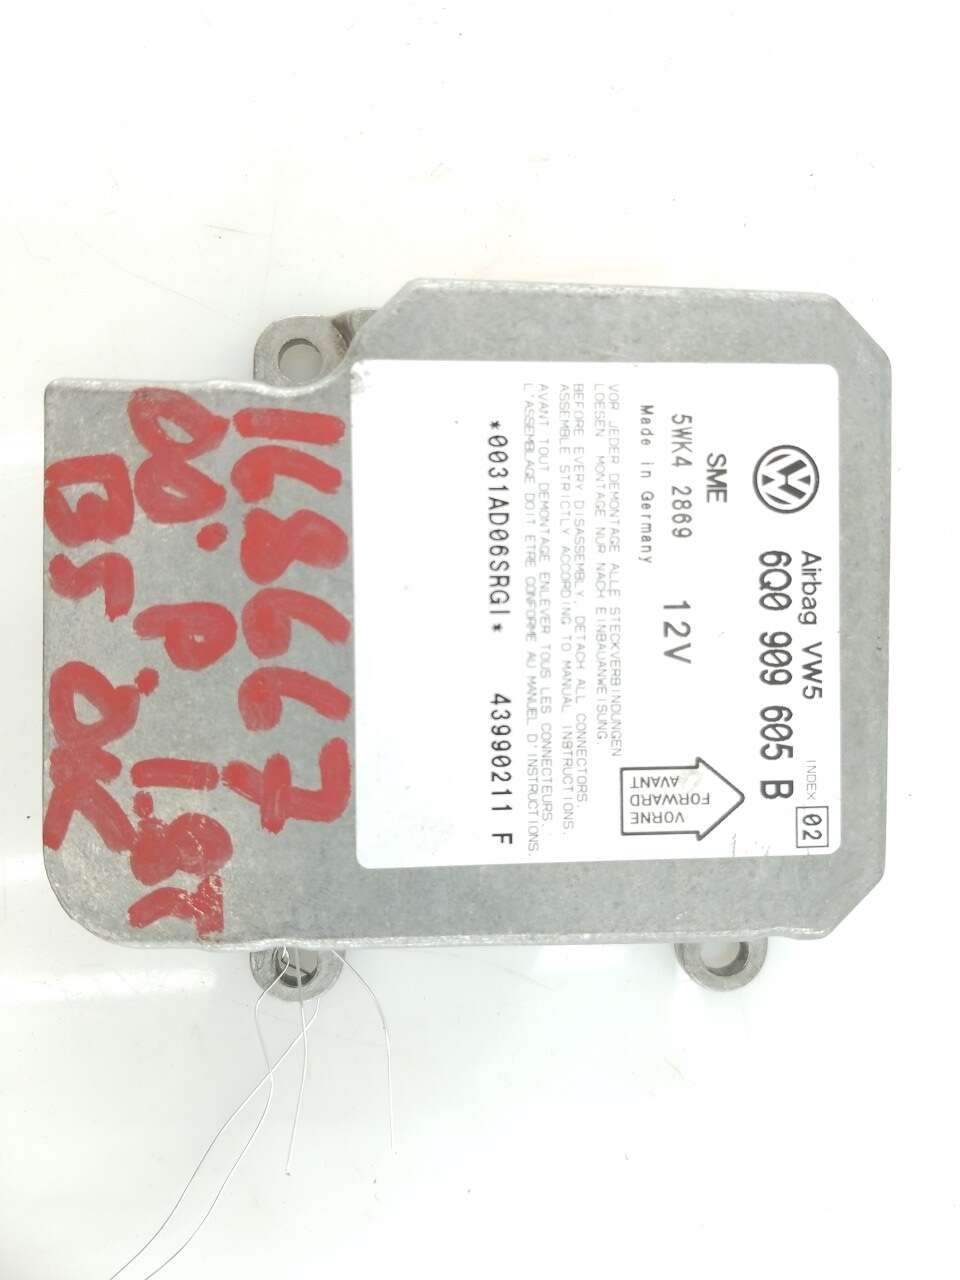 Airbag VW5
INDEX 02
6Q0 909 605 B
SME
5WK4 2869 12V
Made in Germany
VORNE
FORWARD
AVANT
VOR JEDER DEMONTAGE ALLE STECKVERBINDUNGEN
LOESEN, MONTAGE NUR NACH EINBAUANWEISUNG.
BEFORE EVERY DISASSEMBLY, DETACH ALL CONNECTORS.
ASSEMBLE STRICTLY ACCORDING TO MANUAL INSTRUCTIONS.
AVANT TOUT DEMONTAGE ENLEVER TOUS LES CONNECTEURS.
L'ASSEMBLAGE DOIT ETRE CONFORME AU MANUEL D'INSTRUCTIONS.
*0031AD06SRGI* 43990211 F